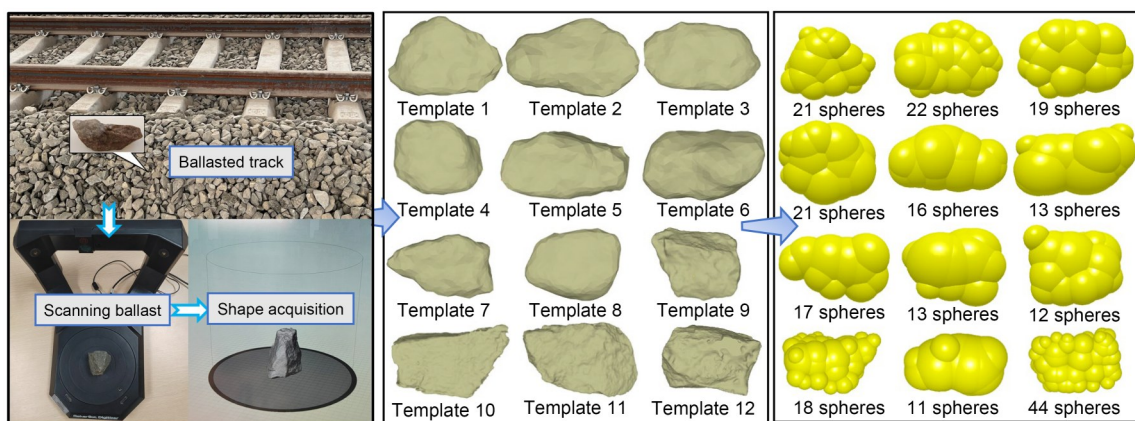 Ballasted track
Scanning ballast
Shape acquisition
Template 1 Template 2 Template 3
Template 4 Template 5 Template 6
Template 7 Template 8 Template 9
Template 10 Template 11 Template 12
21 spheres 22 spheres 19 spheres
21 spheres 16 spheres 13 spheres
17 spheres 13 spheres 12 spheres
18 spheres 11 spheres 44 spheres